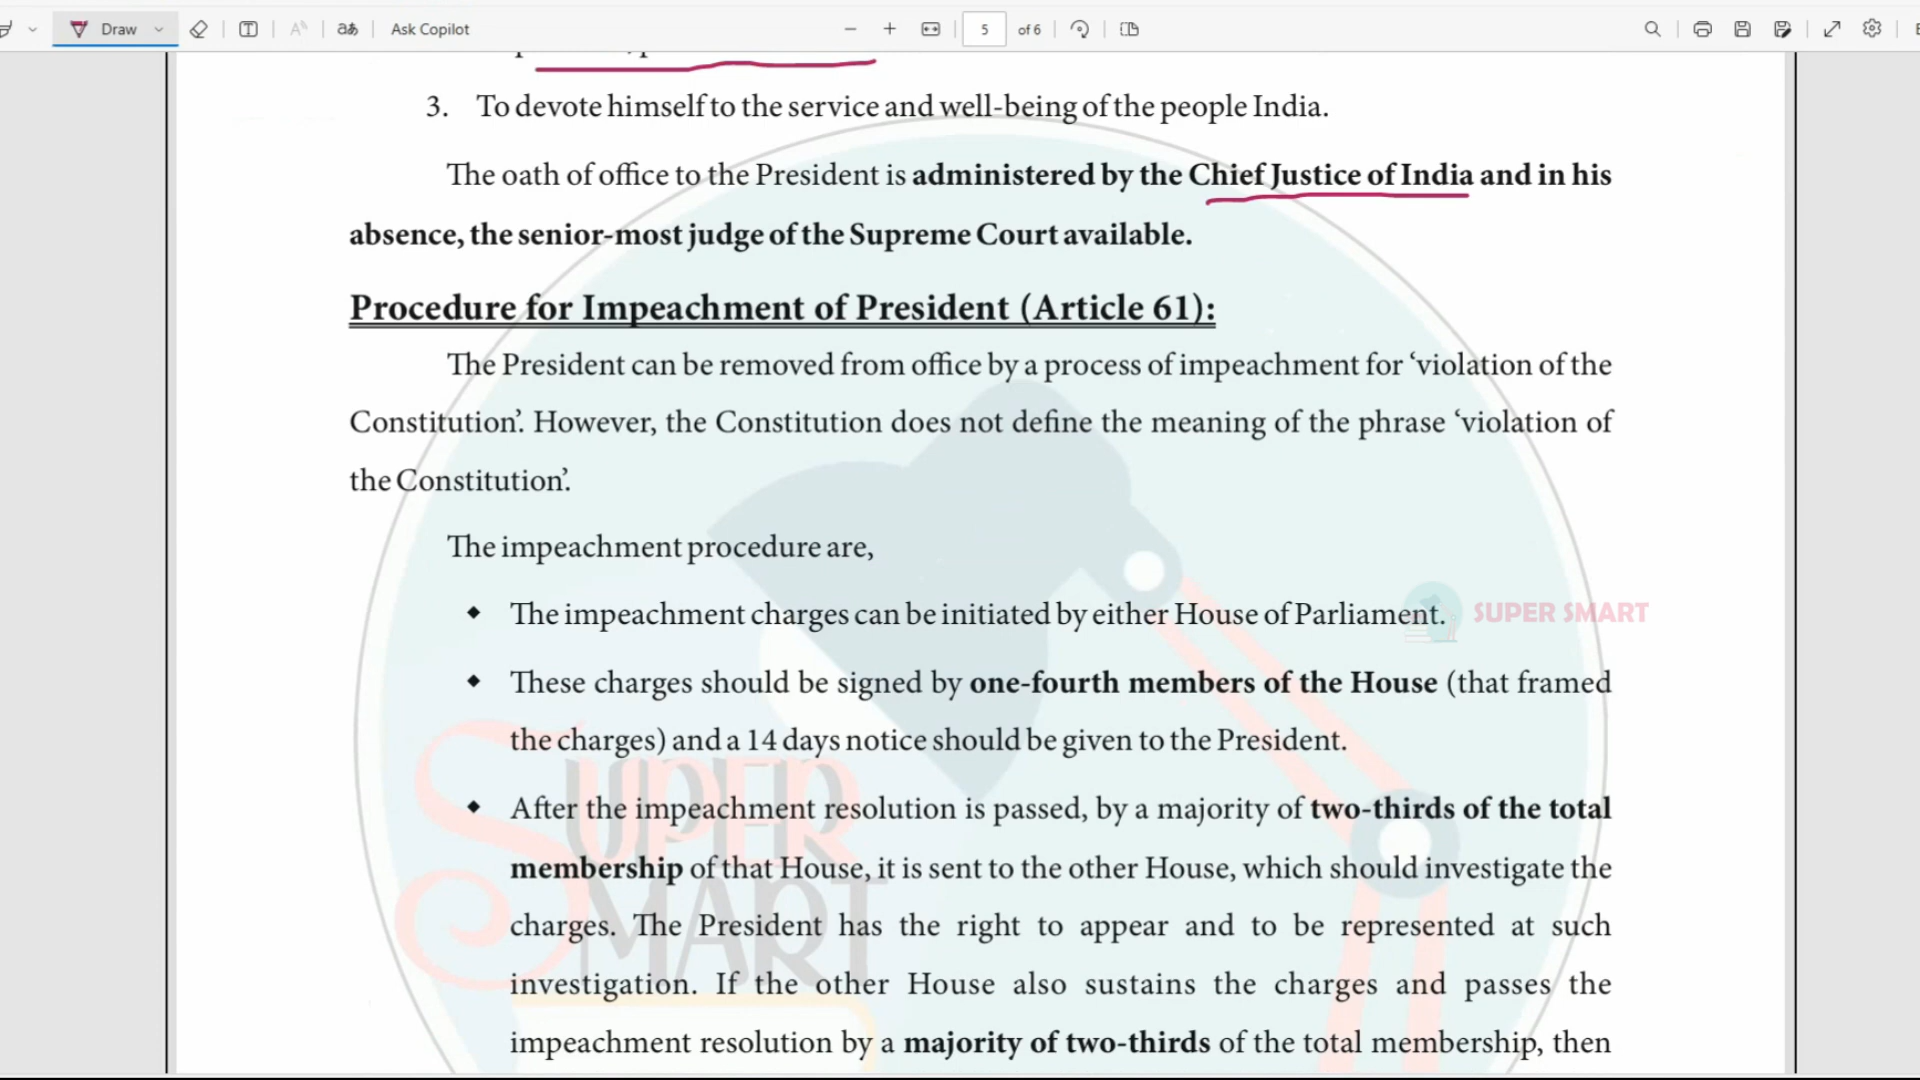 Draw
Ask Copilot
5 of 6
3. To devote himself to the service and well-being of the people India.
The oath of office to the President is administered by the Chief Justice of India and in his
absence, the senior-most judge of the Supreme Court available.
Procedure for Impeachment of President (Article 61):
The President can be removed from office by a process of impeachment for ‘violation of the
Constitution’. However, the Constitution does not define the meaning of the phrase ‘violation of
the Constitution’.
The impeachment procedure are,
◆ The impeachment charges can be initiated by either House of Parliament.
SUPER SMART
◆ These charges should be signed by one-fourth members of the House (that framed
the charges) and a 14 days notice should be given to the President.
◆ After the impeachment resolution is passed, by a majority of two-thirds of the total
membership of that House, it is sent to the other House, which should investigate the
charges. The President has the right to appear and to be represented at such
investigation. If the other House also sustains the charges and passes the
impeachment resolution by a majority of two-thirds of the total membership, then
SUPER
SMART